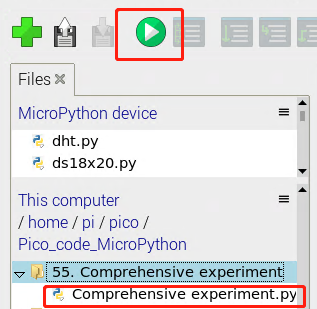 Files
MicroPython device
dht.py
ds18x20.py
This computer
/ home / pi / pico /
Pico_code_MicroPython
55. Comprehensive experiment
Comprehensive experiment.py